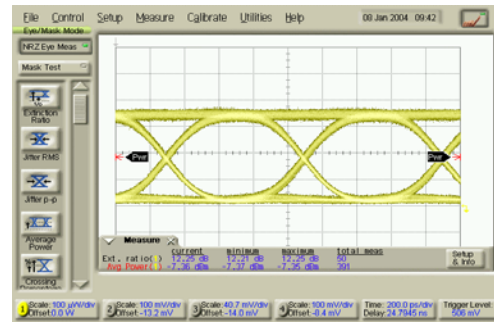 File Control Setup Measure Calibrate Utilities Help 08 Jan 2004 09:42
Eye/Mask Mode
NRZ Eye Meas
Mask Test
Extinction
Ratio
Jitter RMS
Jitter p-p
Average
Power
Crossing
Pwr Pwr
Measure
current minimum maximum total meas
Ext. ratio( ) 12.25 dB 12.21 dB 12.25 dB 50
Avg Power( ) -7.36 dBm -7.37 dBm -7.35 dBm 391
Setup
& Info
1 Scale: 100 µW/div
Offset:0.0 W
2 Scale: 100 mV/div
Offset:-13.2 mV
3 Scale:40.7 mV/div
Offset:-14.0 mV
4 Scale: 100 mV/div
Offset:-8.4 mV
Time: 200.0 ps/div
Delay:24.7945 ns
Trigger Level:
506 mV